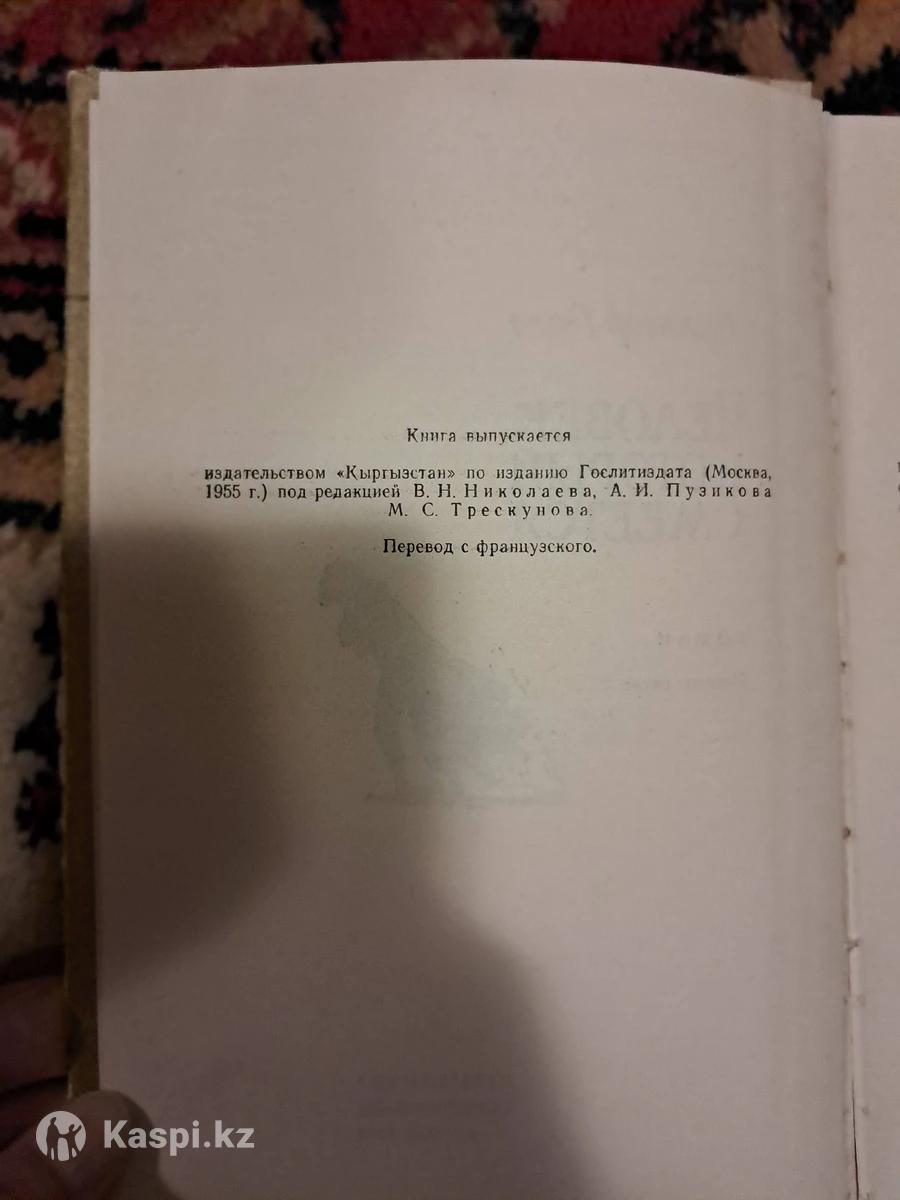 Книга выпускается
издательством «Кыргызстан» по изданию Гослитиздата (Москва,
1955 г.) под редакцией В. Н. Николаева, А. И. Пузикова
М. С. Трескунова.
Перевод с французского.
Kaspi.kz